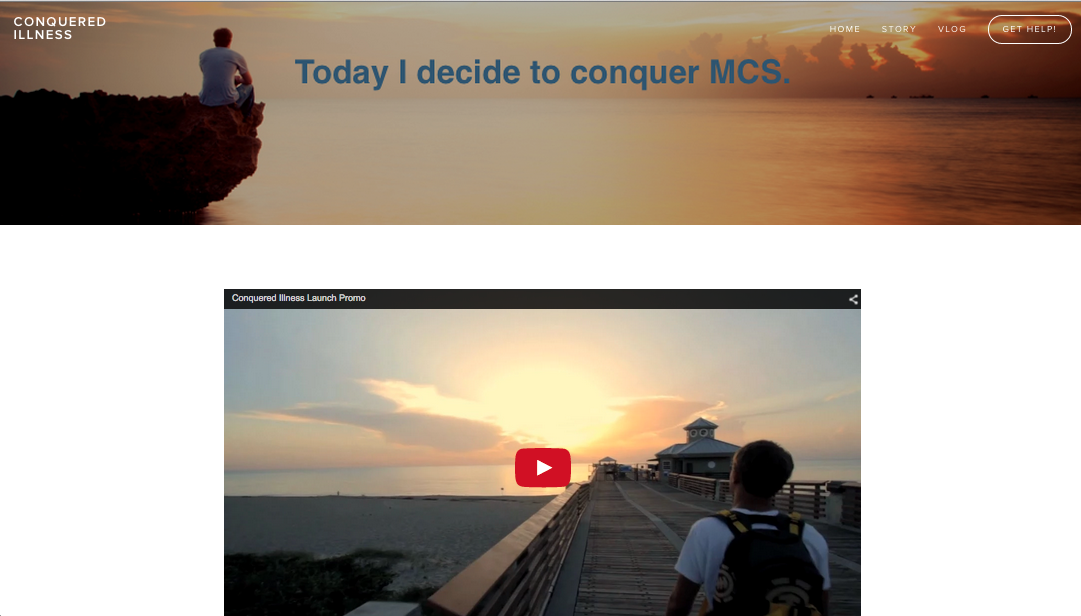 CONQUERED
ILLNESS
HOME STORY VLOG GET HELP!
Today I decide to conquer MCS.
Conquered Illness Launch Promo